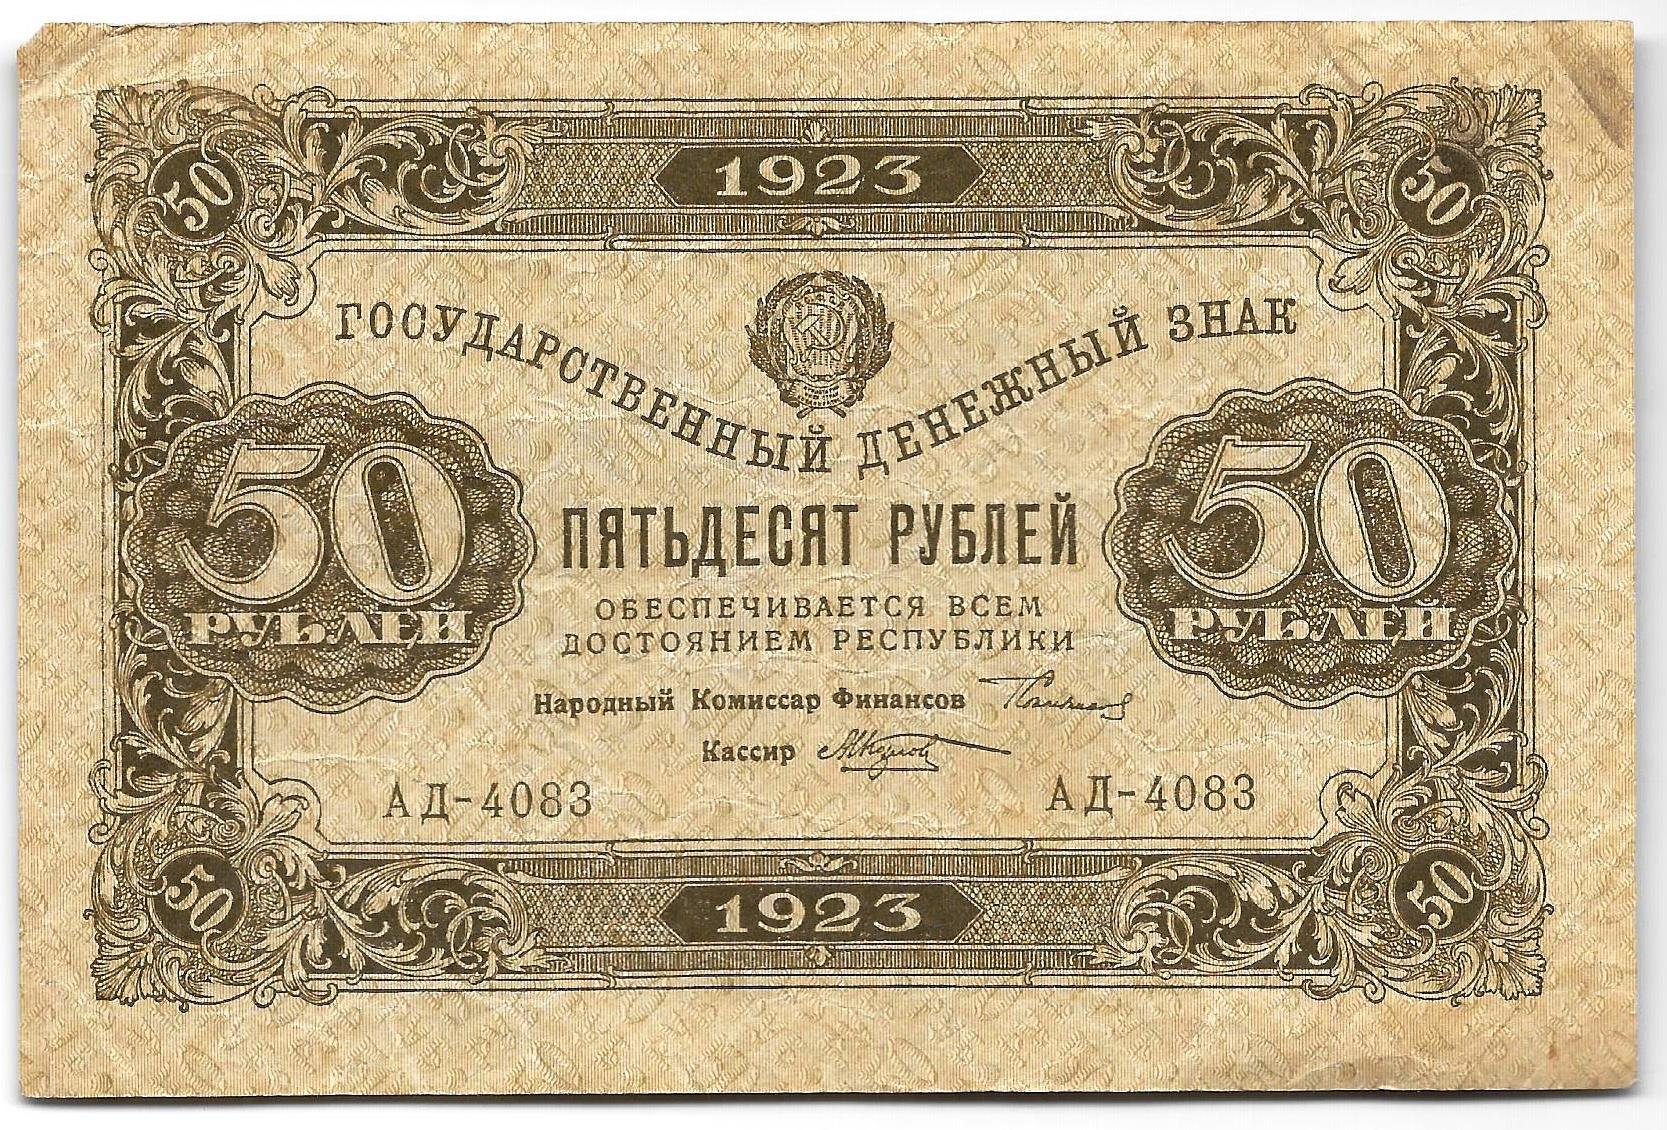 50 1923 50
ГОСУДАРСТВЕННЫЙ ДЕНЕЖНЫЙ ЗНАК
50 РУБЛЕЙ
ПЯТЬДЕСЯТ РУБЛЕЙ
50 РУБЛЕЙ
ОБЕСПЕЧИВАЕТСЯ ВСЕМ
ДОСТОЯНИЕМ РЕСПУБЛИКИ
Народный Комиссар Финансов
Кассир
АД-4083 АД-4083
50 1923 50